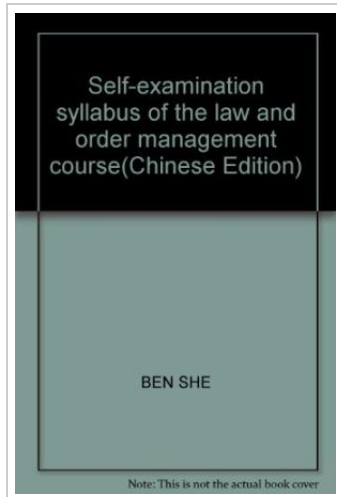 Self-examination
syllabus of the law and
order management
course(Chinese Edition)
BEN SHE
Note: This is not the actual book cover